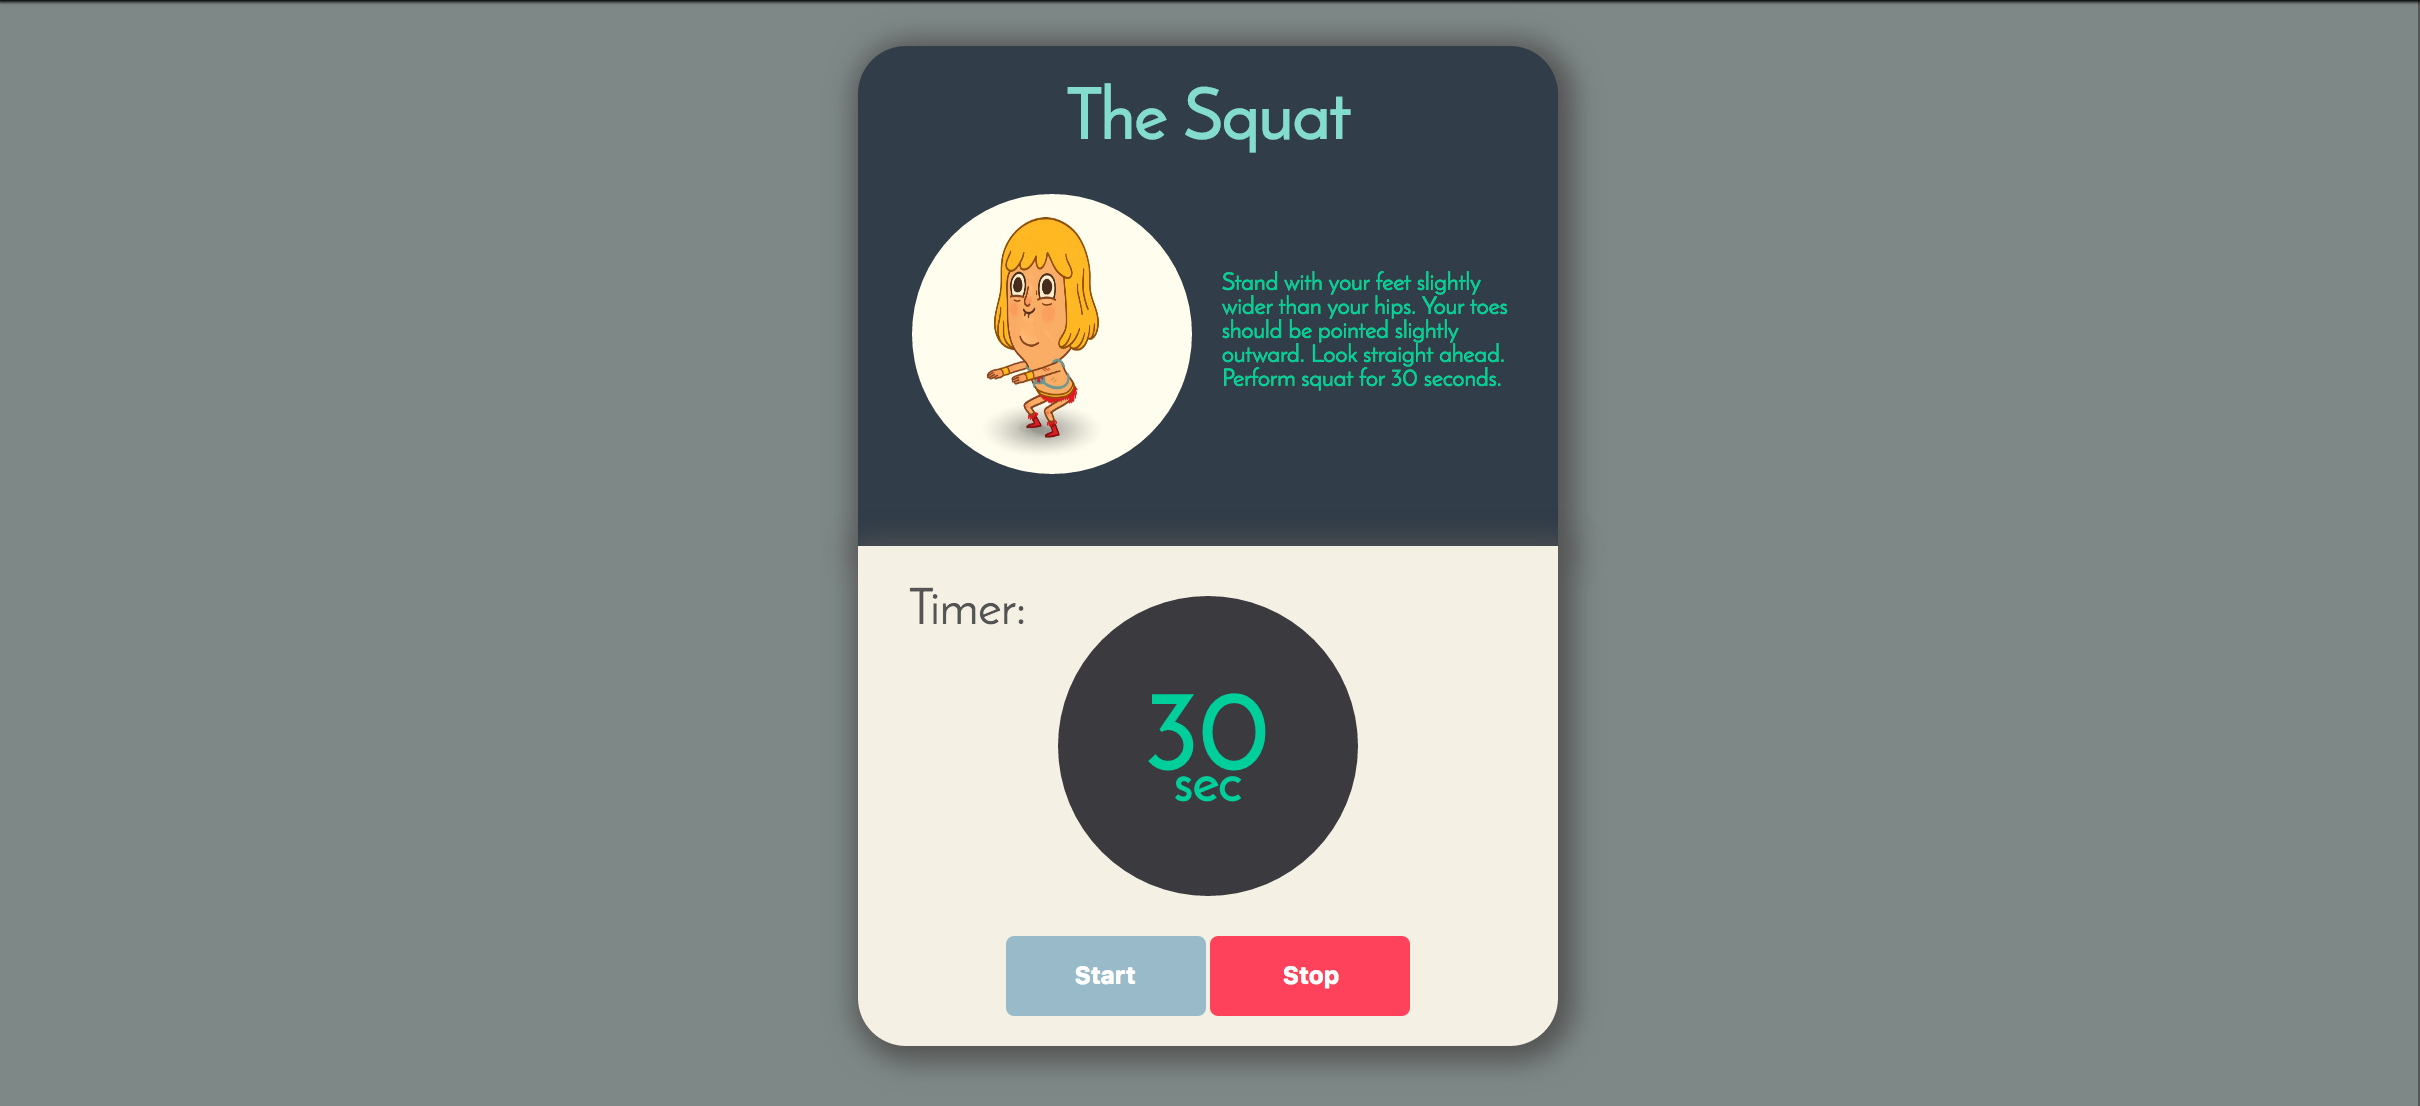 The Squat
Stand with your feet slightly
wider than your hips. Your toes
should be pointed slightly
outward. Look straight ahead.
Perform squat for 30 seconds.
Timer:
30
sec
Start
Stop